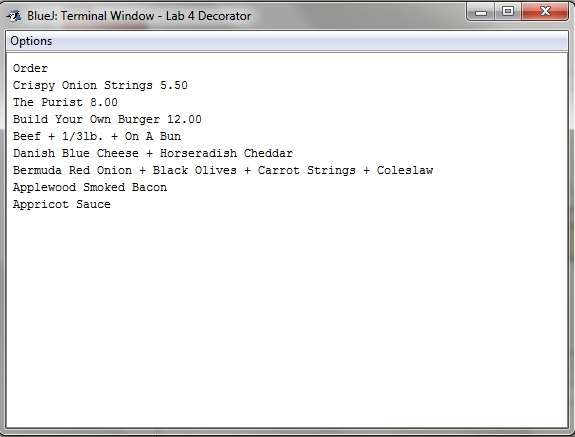 BlueJ: Terminal Window - Lab 4 Decorator
Options
Order
Crispy Onion Strings 5.50
The Purist 8.00
Build Your Own Burger 12.00
Beef + 1/3lb. + On A Bun
Danish Blue Cheese + Horseradish Cheddar
Bermuda Red Onion + Black Olives + Carrot Strings + Coleslaw
Applewood Smoked Bacon
Appricot Sauce